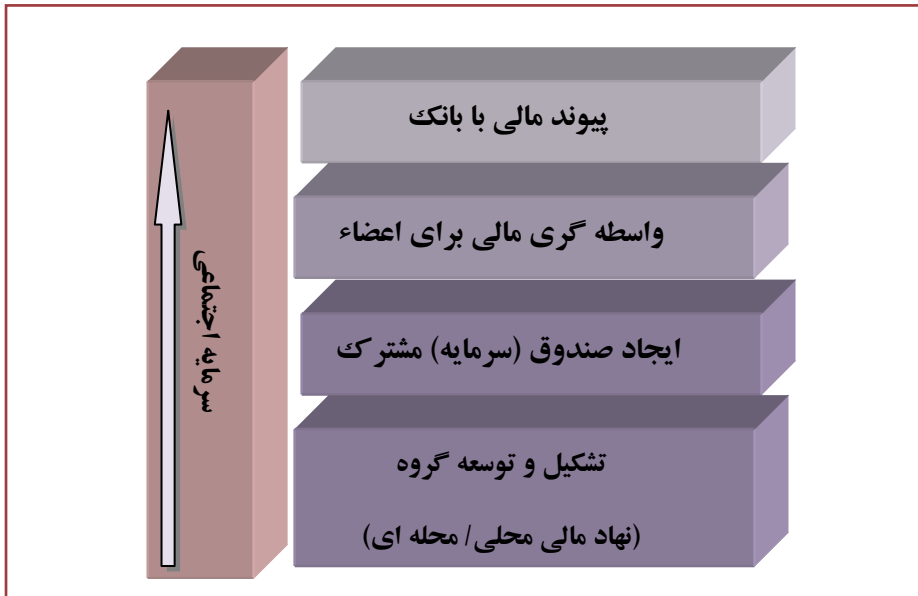 پیوند مالی با بانک
واسطه گری مالی برای اعضاء
ایجاد صندوق (سرمایه) مشترک
تشکیل و توسعه گروه
(نهاد مالی محلی/ محله ای)
سرمایه اجتماعی